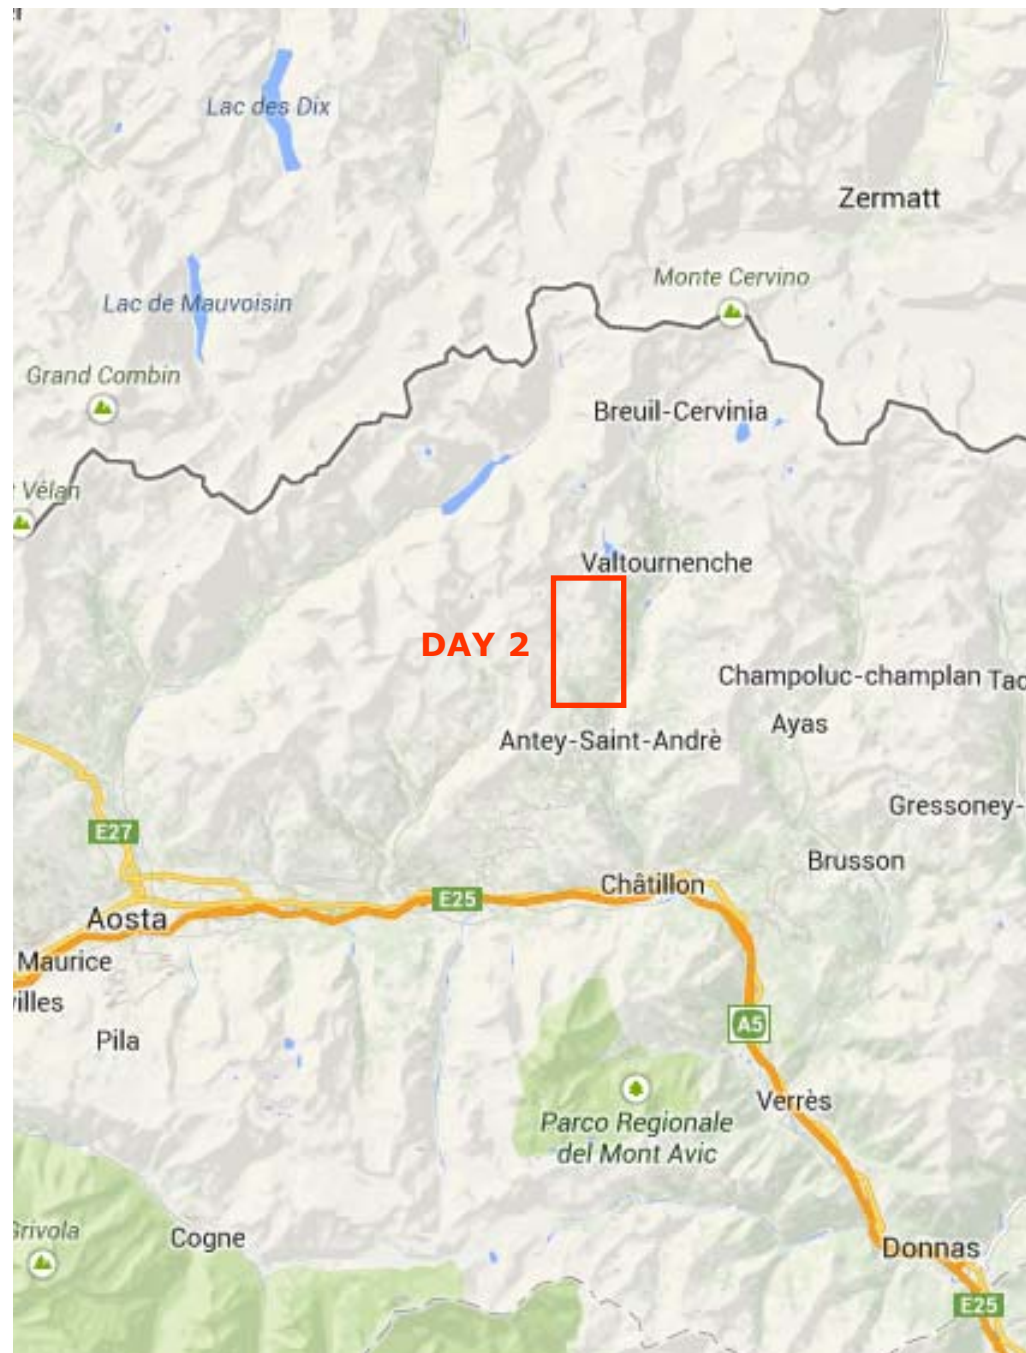 Lac des Dix
Zermatt
Monte Cervino
Lac de Mauvoisin
Grand Combin
Breuil-Cervinia
Vélan
Valtournenche
DAY 2
Champoluc-champlan
Antey-Saint-Andrè
Ayas
Gressoney-
E27
Brusson
Châtillon
E25
Aosta
Maurice
villes
A5
Pila
Verrès
Parco Regionale
del Mont Avic
Grivola
Cogne
Donnas
E25